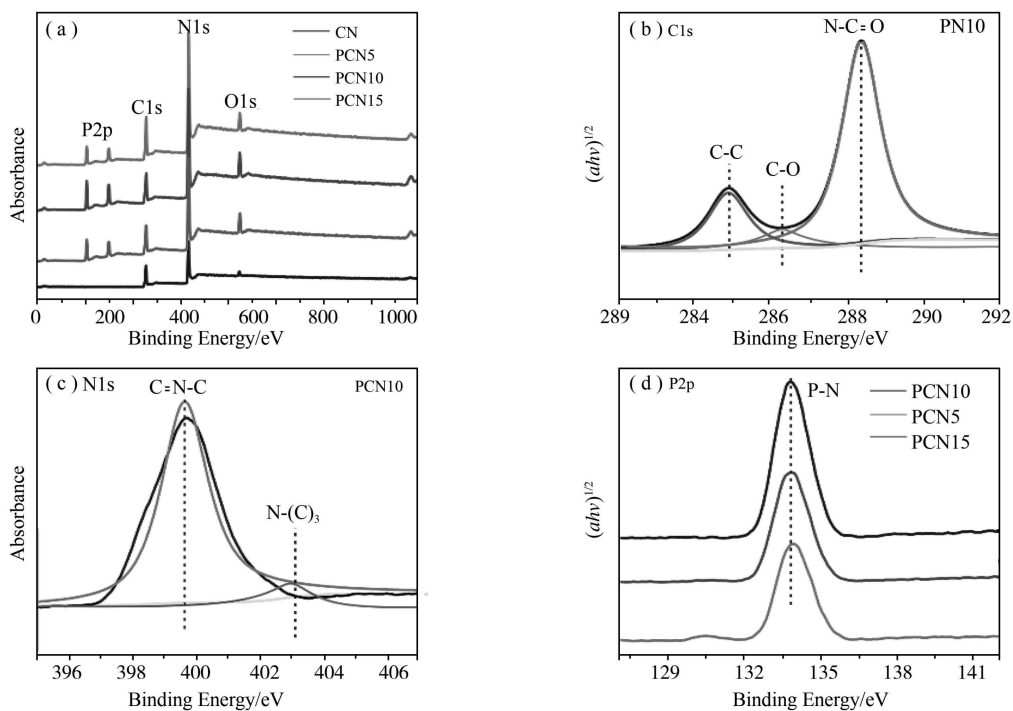 ( a )
N1s
C1s
P2p
O1s
CN
PCN5
PCN10
PCN15
Absorbance
0 200 400 600 800 1000
Binding Energy/eV
( b ) C1s
N-C=O
PN10
C-C
C-O
(ahv)1/2
289 284 286 288 290 292
Binding Energy/eV
( c ) N1s
C=N-C
PCN10
N-(C)3
Absorbance
396 398 400 402 404 406
Binding Energy/eV
( d ) P2p
P-N
PCN10
PCN5
PCN15
(ahv)1/2
129 132 135 138 141
Binding Energy/eV